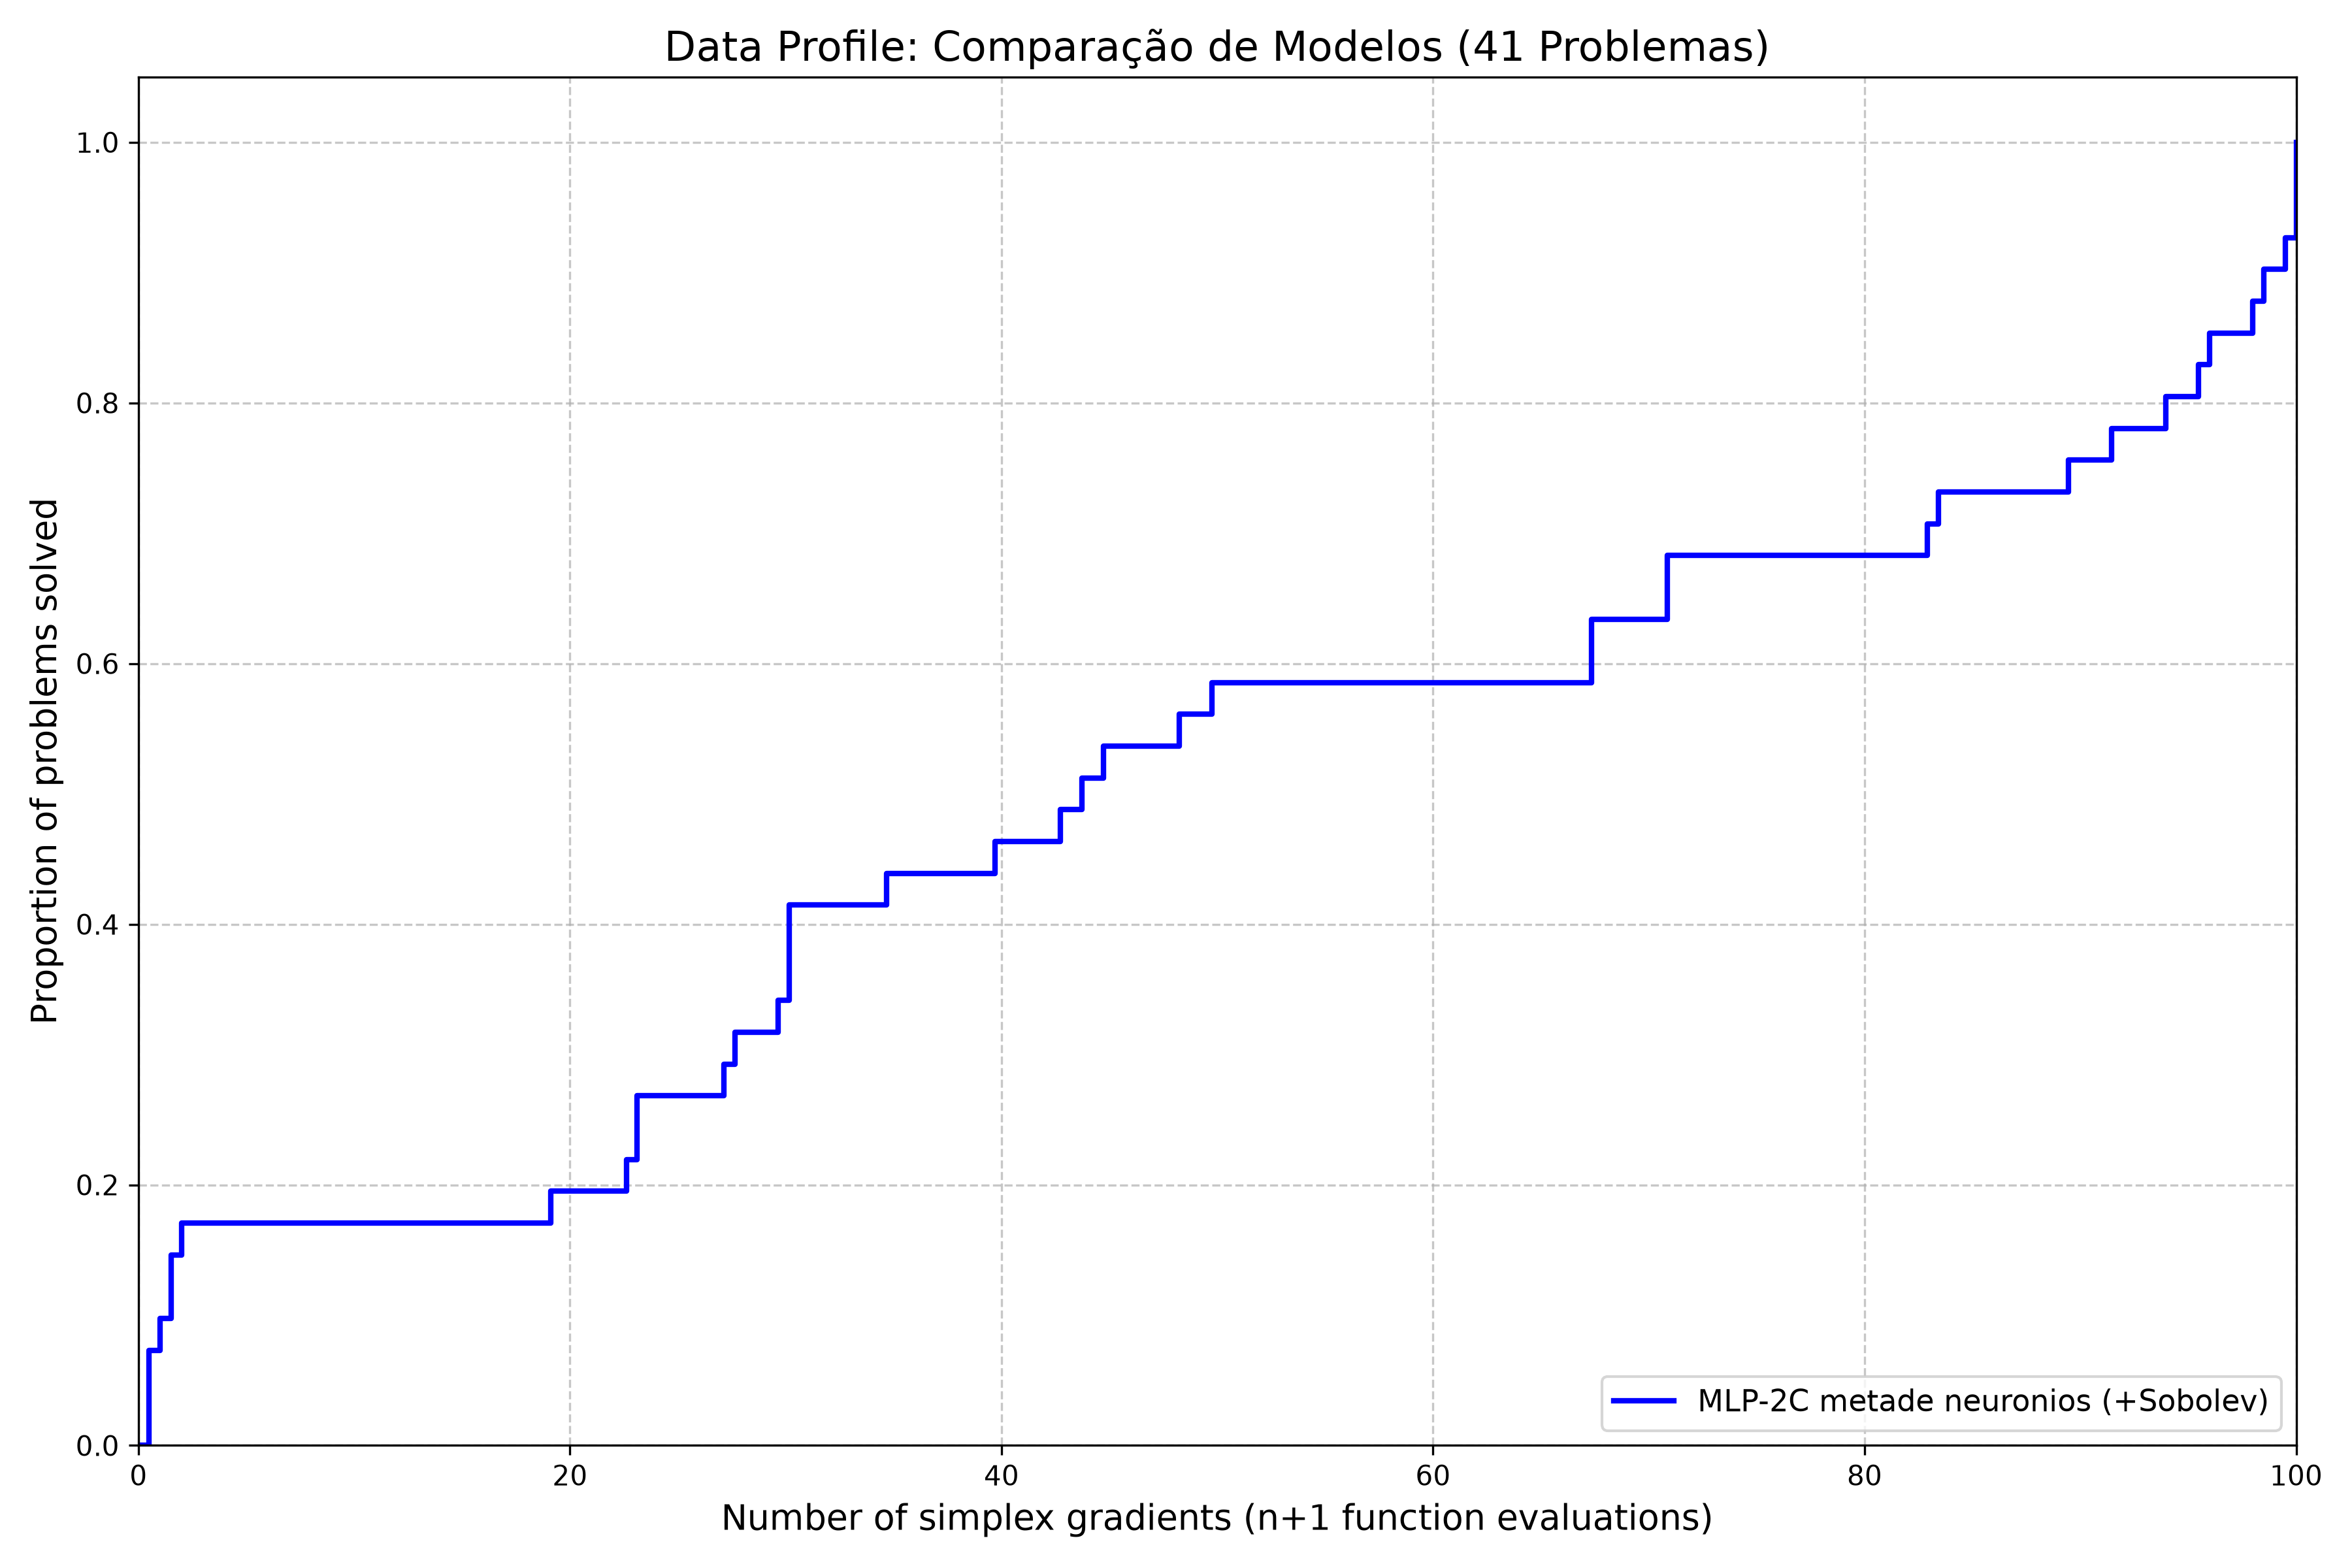 Data Profile: Comparação de Modelos (41 Problemas)
Proportion of problems solved
1.0
0.8
0.6
0.4
0.2
0.0
0 20 40 60 80 100
Number of simplex gradients (n+1 function evaluations)
MLP-2C metade neuronios (+Sobolev)